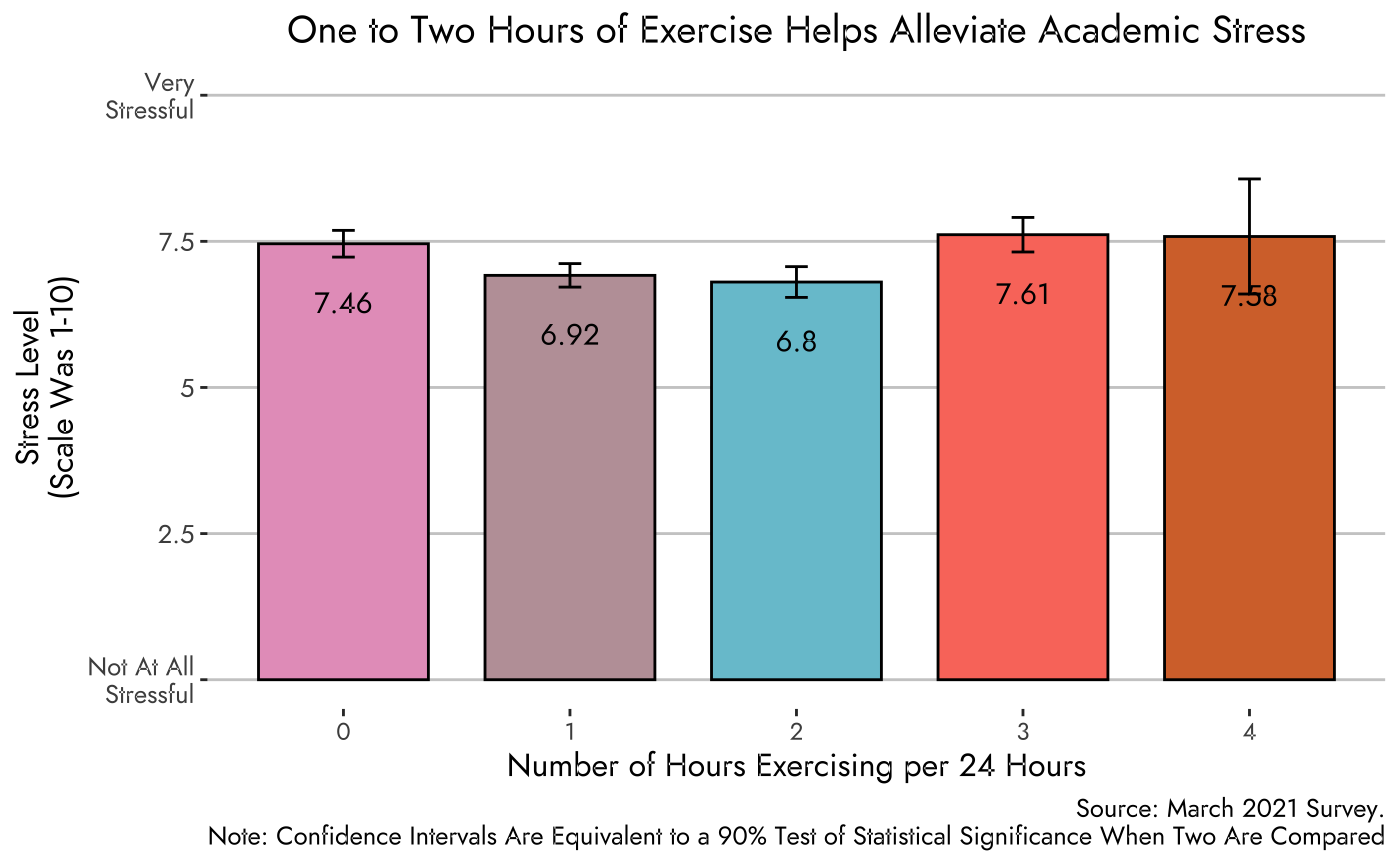 One to Two Hours of Exercise Helps Alleviate Academic Stress
Very
Stressful
7.5
5
2.5
Not At All
Stressful
Stress Level
(Scale Was 1-10)
7.46
6.92
6.8
7.61
7.58
0
1
2
3
4
Number of Hours Exercising per 24 Hours
Source: March 2021 Survey.
Note: Confidence Intervals Are Equivalent to a 90% Test of Statistical Significance When Two Are Compared